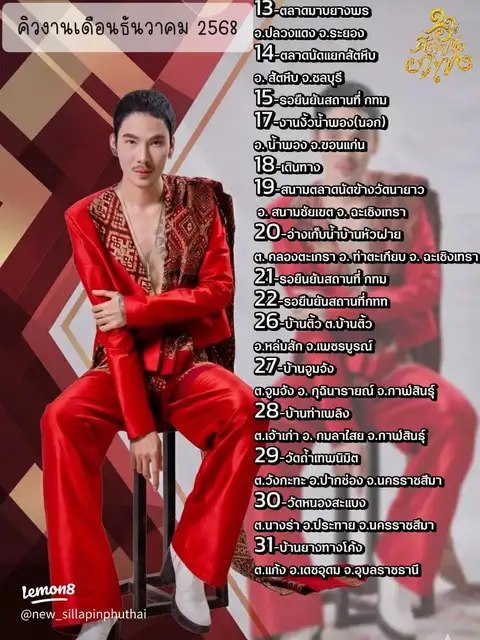 คิวงานเดือนธันวาคม 2568
13-ตลาดมาบยางพร
อ.ปลวกแดง จ.ระยอง
14-ตลาดนัดแยกสัตหีบ
อ. สัตหีบ จ.ชลบุรี
15-รอยืนยันสถานที่ กทม
17-งานงิ้วน้ำพอง(นอก)
อ. น้ำพอง จ.ขอนแก่น
18-เดินทาง
19-สนามตลาดนัดข้างวัดนายาว
อ. สนามชัยเขต จ. ฉะเชิงเทรา
20-อ่างเก็บน้ำบ้านหัวฝาย
ต. คลองตะเกรา อ. ท่าตะเกียบ จ. ฉะเชิงเทรา
21-รอยืนยันสถานที่ กทม
22-รอยืนยันสถานที่กทท
26-บ้านติ้ว ต.บ้านติ้ว
อ.หล่มสัก จ.เพชรบูรณ์
27-บ้านจูมจัง
ต.จูมจัง อ. กุฉินารายณ์ จ.กาฬสินธุ์
28-บ้านท่าเพลิง
ต.เจ้าท่า อ. กมลาไสย จ.กาฬสินธุ์
29-วัดถ้ำเทพนิมิต
ต.วังกะทะ อ.ปากช่อง จ.นครราชสีมา
30-วัดหนองสะแบง
ต.นางรำ อ.ประทาย จ.นครราชสีมา
31-บ้านยางทางโค้ง
ต.แก้ง อ.เดชอุดม จ.อุบลราชธานี
lemon8
@new_sillapinphuthai